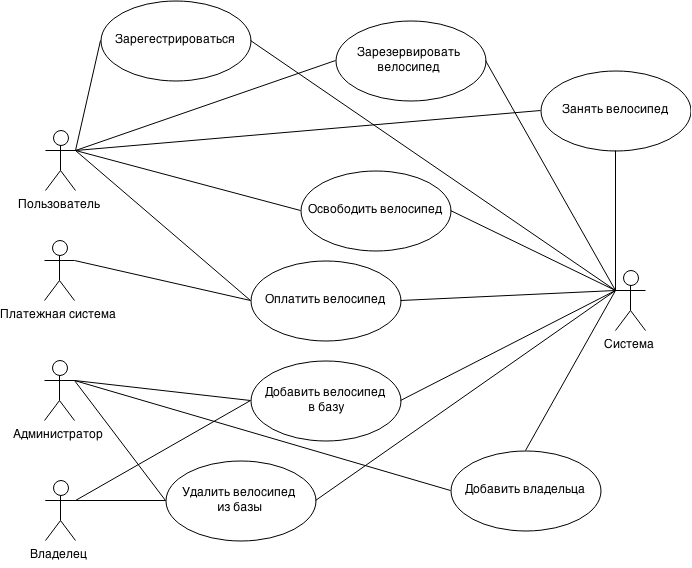 Зарегестрироваться
Зарезервировать
велосипед
Занять велосипед
Пользователь
Освободить велосипед
Платежная система
Оплатить велосипед
Система
Администратор
Добавить велосипед
в базу
Удалить велосипед
из базы
Добавить владельца
Владелец